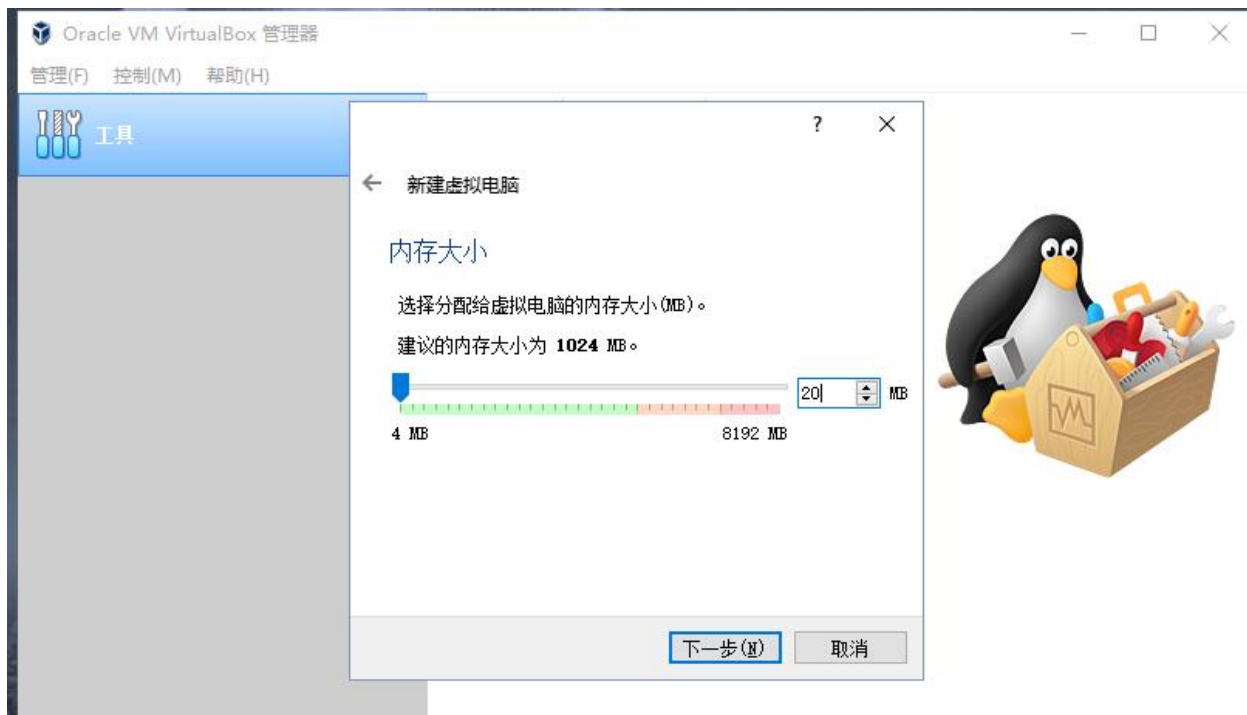 Oracle VM VirtualBox 管理器
管理(F) 控制(M) 帮助(H)
工具
?
新建虚拟电脑
内存大小
选择分配给虚拟电脑的内存大小(MB)。
建议的内存大小为 1024 MB。
20 MB
4 MB 8192 MB
下一步(N) 取消